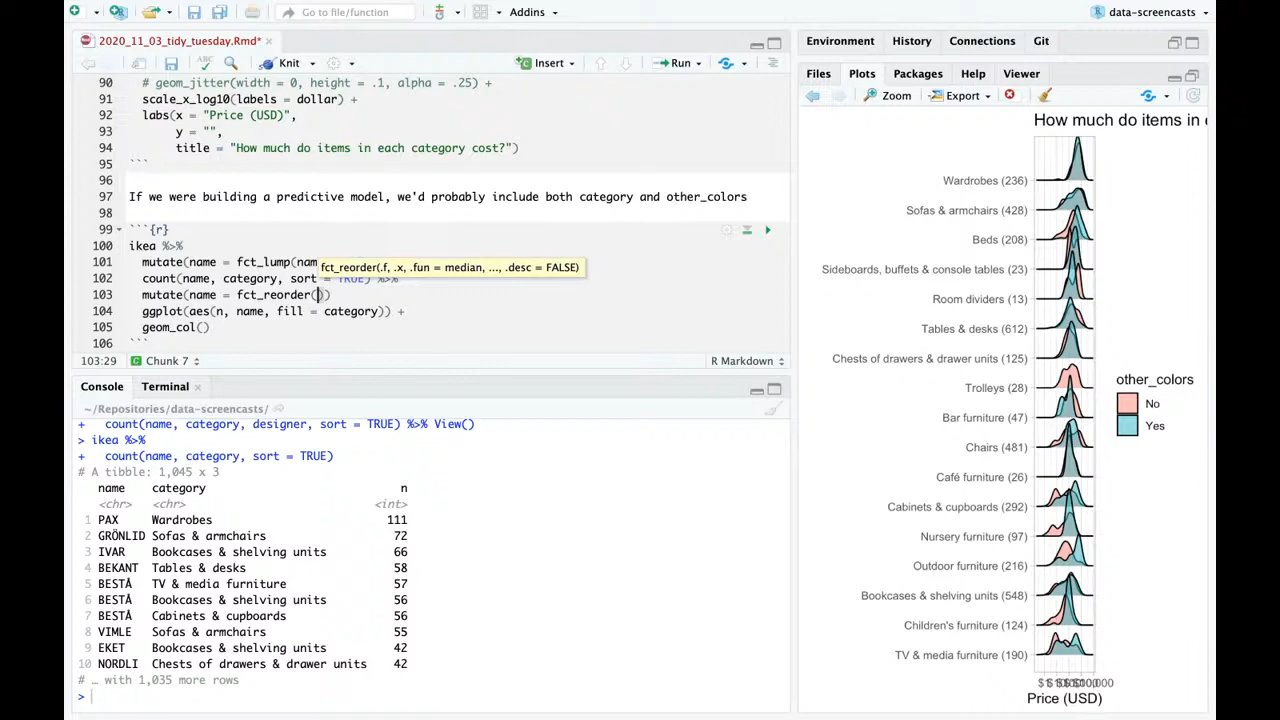 Go to file/function
Addins
data-screencasts
2020_11_03_tidy_tuesday.Rmd*
Knit
Insert
Run
90 # geom_jitter(width = 0, height = .1, alpha = .25) +
91 scale_x_log10(labels = dollar) +
92 labs(x = "Price (USD)",
93 y = "",
94 title = "How much do items in each category cost?")
95 ```
96
97 If we were building a predictive model, we'd probably include both category and other_colors
98
99 ```{r}
100 ikea %>%
101 mutate(name = fct_lump(nam
fct_reorder(.f, .x, .fun = median, ..., .desc = FALSE)
102 count(name, category, sort = TRUE) %>%
103 mutate(name = fct_reorder())
104 ggplot(aes(n, name, fill = category)) +
105 geom_col()
106 ```
103:29 Chunk 7 R Markdown
Console Terminal
~/Repositories/data-screencasts/
+ count(name, category, designer, sort = TRUE) %>% View()
> ikea %>%
+ count(name, category, sort = TRUE)
# A tibble: 1,045 x 3
name category n
<chr> <chr> <int>
1 PAX Wardrobes 111
2 GRÖNLID Sofas & armchairs 72
3 IVAR Bookcases & shelving units 66
4 BEKANT Tables & desks 58
5 BESTÅ TV & media furniture 57
6 BESTÅ Bookcases & shelving units 56
7 BESTÅ Cabinets & cupboards 56
8 VIMLE Sofas & armchairs 55
9 EKET Bookcases & shelving units 42
10 NORDLI Chests of drawers & drawer units 42
# … with 1,035 more rows
>
Environment History Connections Git
Files Plots Packages Help Viewer
Zoom Export
How much do items in
Wardrobes (236)
Sofas & armchairs (428)
Beds (208)
Sideboards, buffets & console tables (23)
Room dividers (13)
Tables & desks (612)
Chests of drawers & drawer units (125)
Trolleys (28)
Bar furniture (47)
Chairs (481)
Café furniture (26)
Cabinets & cupboards (292)
Nursery furniture (97)
Outdoor furniture (216)
Bookcases & shelving units (548)
Children's furniture (124)
TV & media furniture (190)
Price (USD)
other_colors
No
Yes